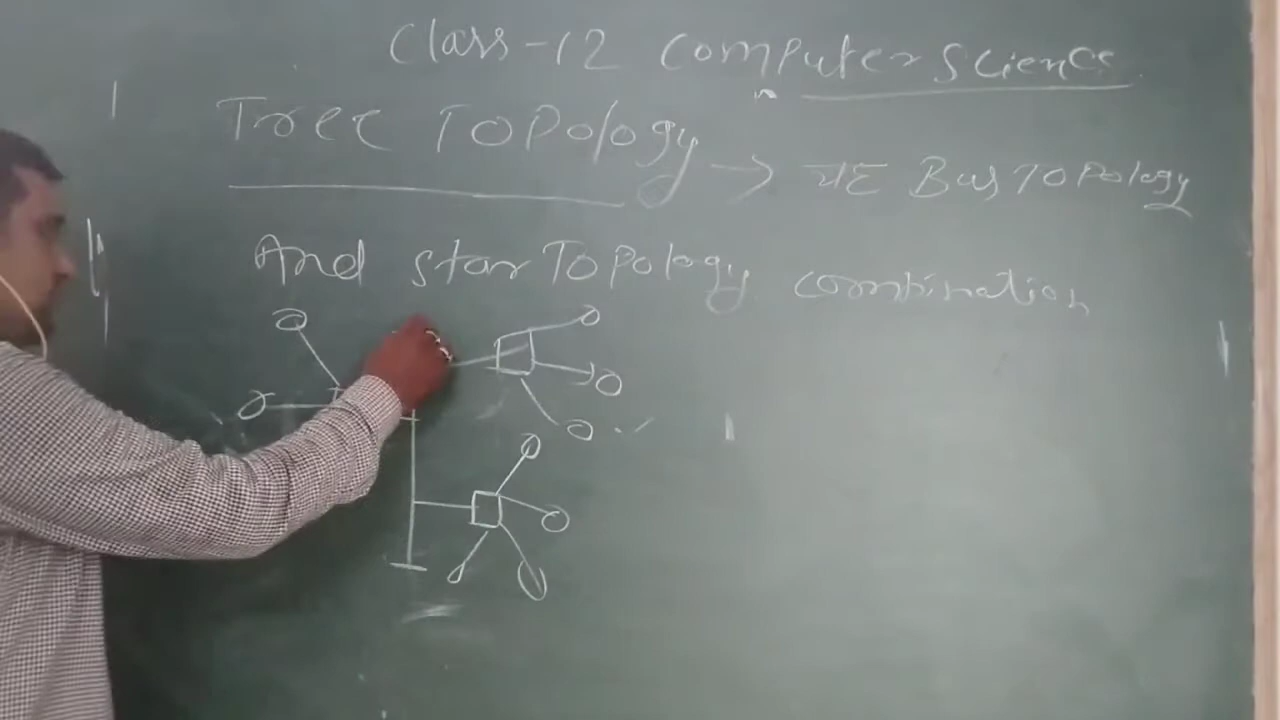 Class-12 Computer Science
Tree Topology → यह Bus Topology
And star Topology combination